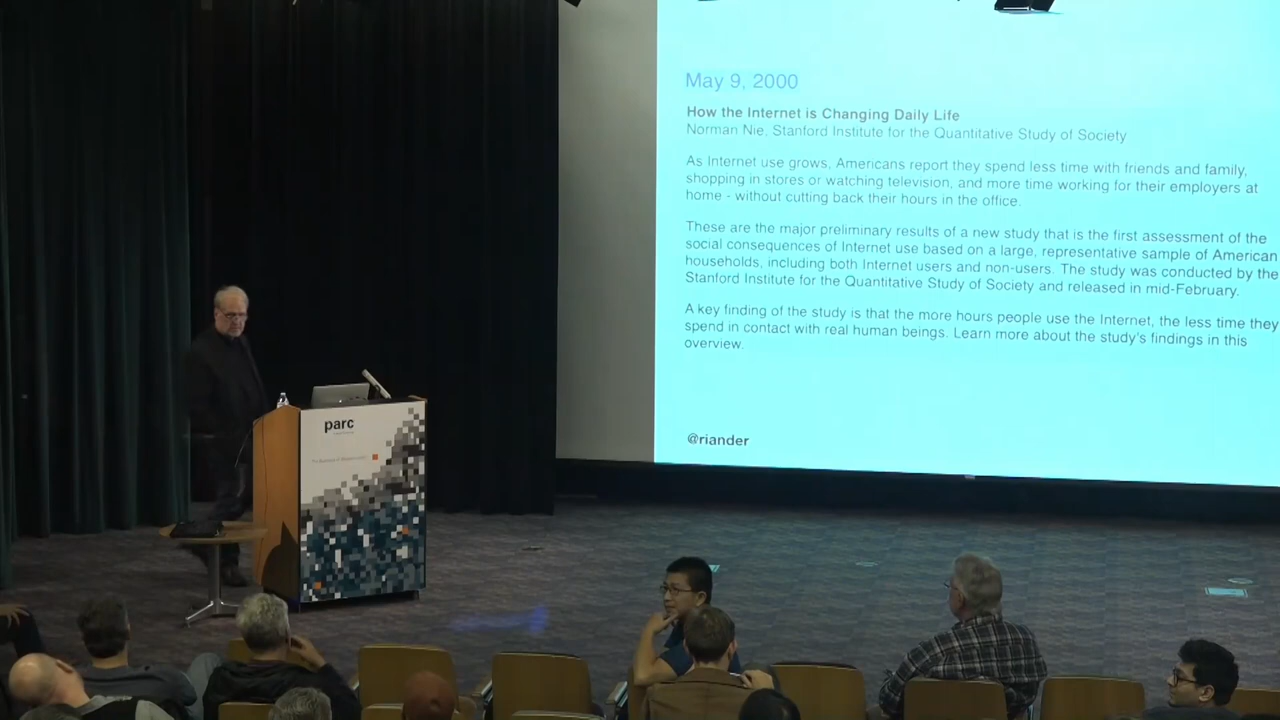 May 9, 2000
How the Internet is Changing Daily Life
Norman Nie, Stanford Institute for the Quantitative Study of Society
As Internet use grows, Americans report they spend less time with friends and family,
shopping in stores or watching television, and more time working for their employers at
home - without cutting back their hours in the office.
These are the major preliminary results of a new study that is the first assessment of the
social consequences of Internet use based on a large, representative sample of American
households, including both Internet users and non-users. The study was conducted by the
Stanford Institute for the Quantitative Study of Society and released in mid-February.
A key finding of the study is that the more hours people use the Internet, the less time they
spend in contact with real human beings. Learn more about the study's findings in this
overview.
@riander
parc